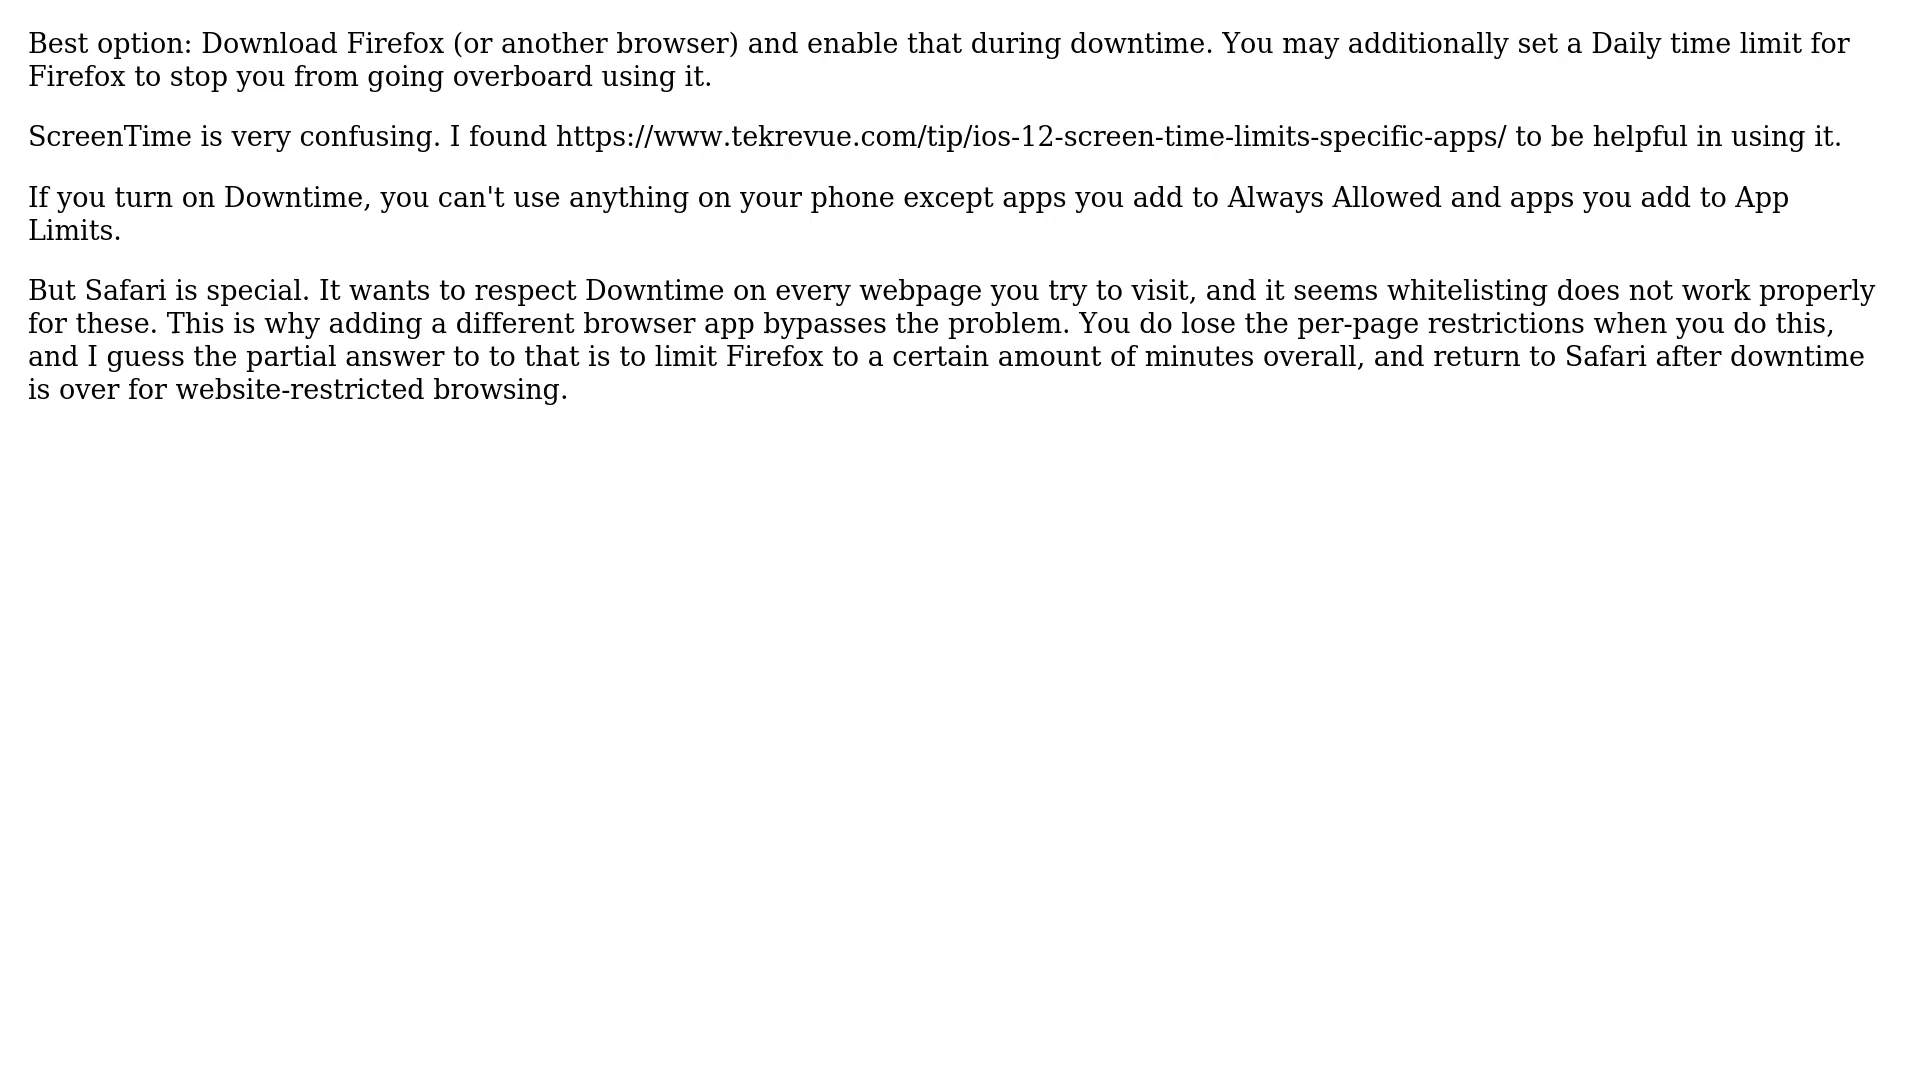 Best option: Download Firefox (or another browser) and enable that during downtime. You may additionally set a Daily time limit for
Firefox to stop you from going overboard using it.
ScreenTime is very confusing. I found https://www.tekrevue.com/tip/ios-12-screen-time-limits-specific-apps/ to be helpful in using it.
If you turn on Downtime, you can't use anything on your phone except apps you add to Always Allowed and apps you add to App
Limits.
But Safari is special. It wants to respect Downtime on every webpage you try to visit, and it seems whitelisting does not work properly
for these. This is why adding a different browser app bypasses the problem. You do lose the per-page restrictions when you do this,
and I guess the partial answer to to that is to limit Firefox to a certain amount of minutes overall, and return to Safari after downtime
is over for website-restricted browsing.